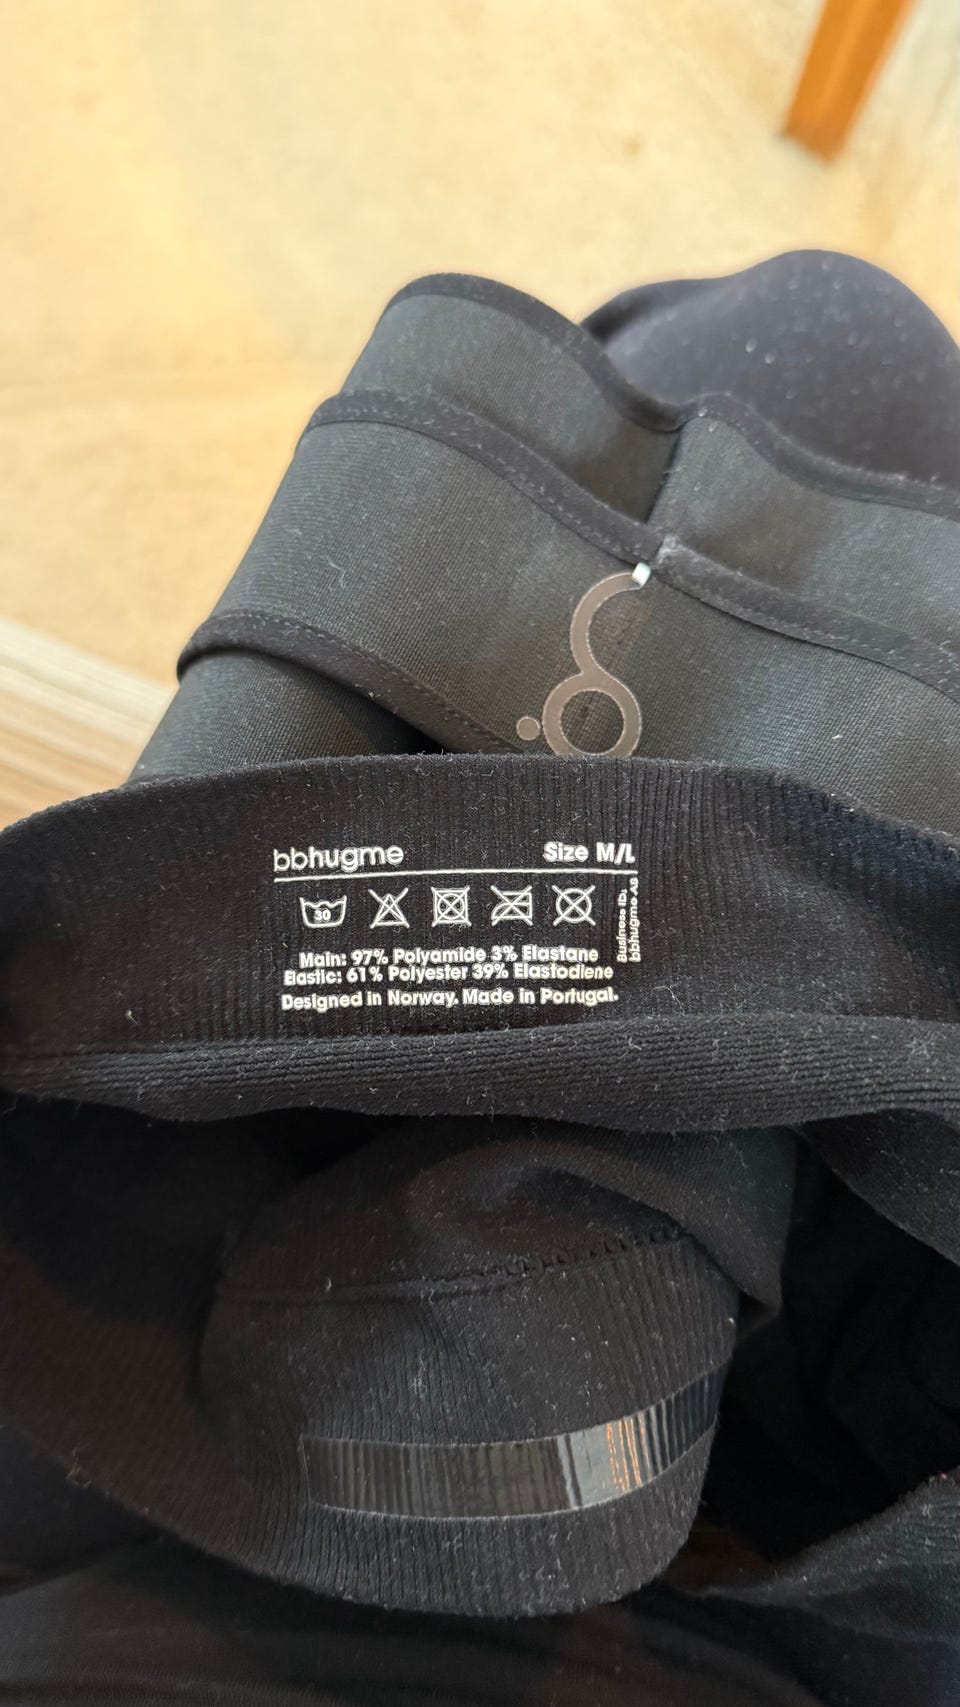 bbhugme Size M/L
30
Main: 97% Polyamide 3% Elastane
Elastic: 61% Polyester 39% Elastodiene
Designed in Norway. Made in Portugal.
Business ID:
bbhugme AS